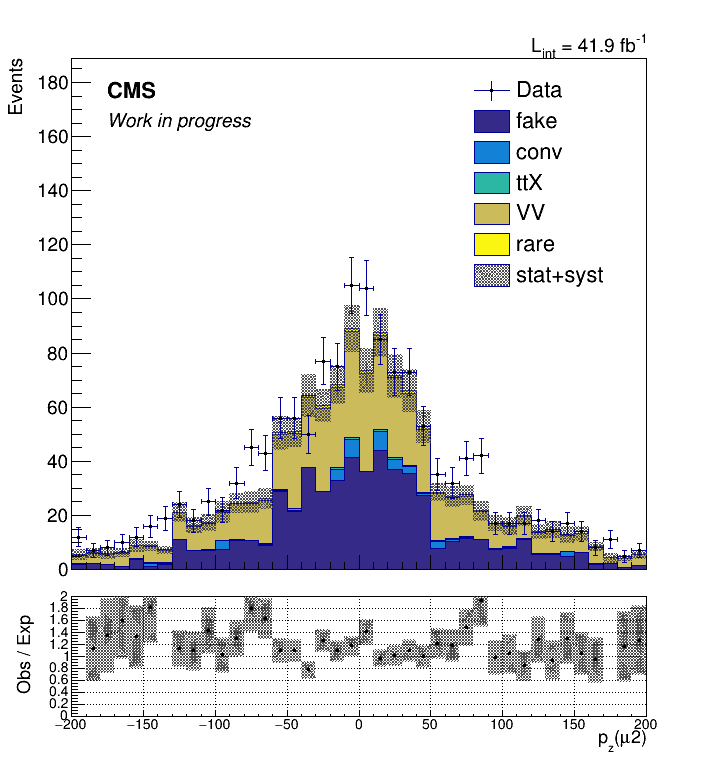 L_int = 41.9 fb^-1
Events
CMS
Work in progress
Data
fake
conv
ttX
VV
rare
stat+syst
180
160
140
120
100
80
60
40
20
0
Obs / Exp
2
1.8
1.6
1.4
1.2
1
0.8
0.6
0.4
0.2
0
−200 −150 −100 −50 0 50 100 150 200
p_z(μ2)